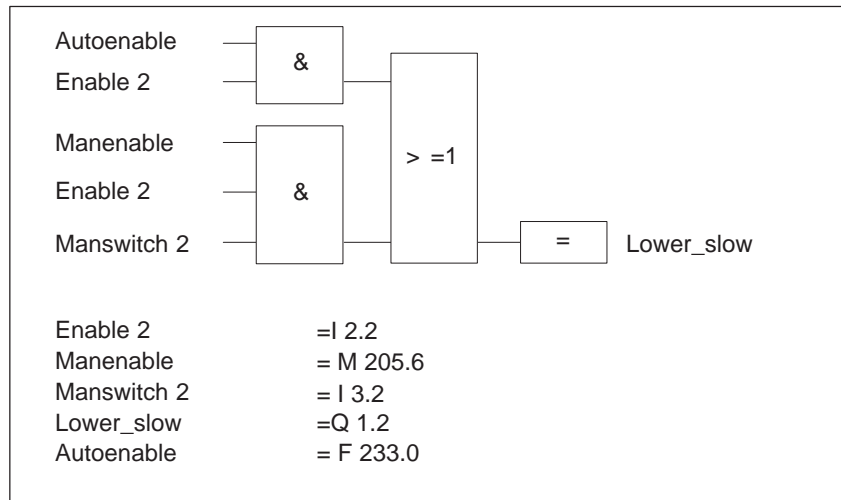 Autoenable
&
Enable 2
Manenable
> =1
Enable 2
&
Manswitch 2
=
Lower_slow
Enable 2 =I 2.2
Manenable = M 205.6
Manswitch 2 = I 3.2
Lower_slow =Q 1.2
Autoenable = F 233.0